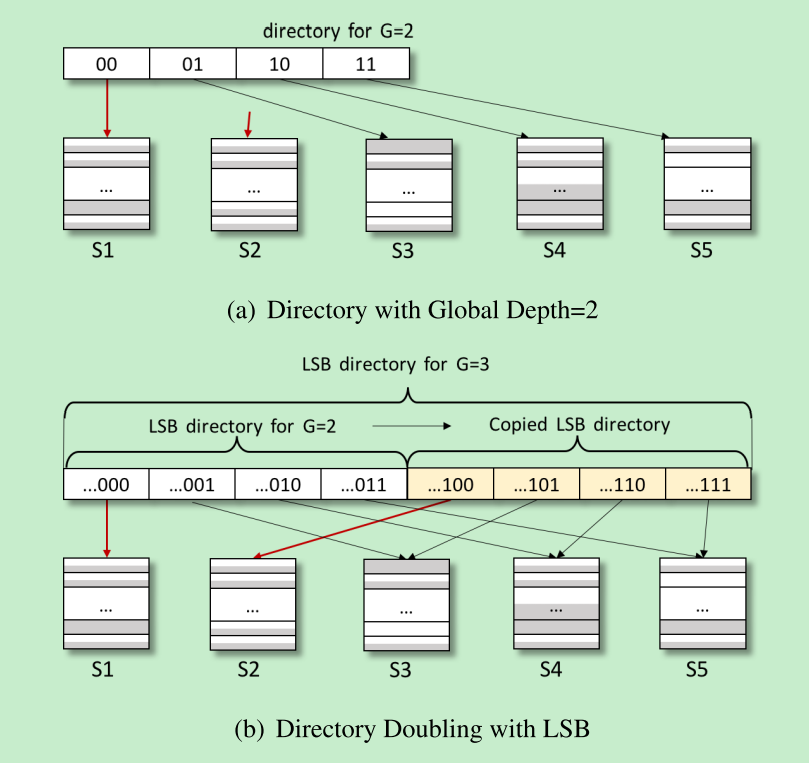 directory for G=2
00 01 10 11
... ... ... ... ...
S1 S2 S3 S4 S5
(a) Directory with Global Depth=2
LSB directory for G=3
LSB directory for G=2 Copied LSB directory
...000 ...001 ...010 ...011 ...100 ...101 ...110 ...111
... ... ... ... ...
S1 S2 S3 S4 S5
(b) Directory Doubling with LSB